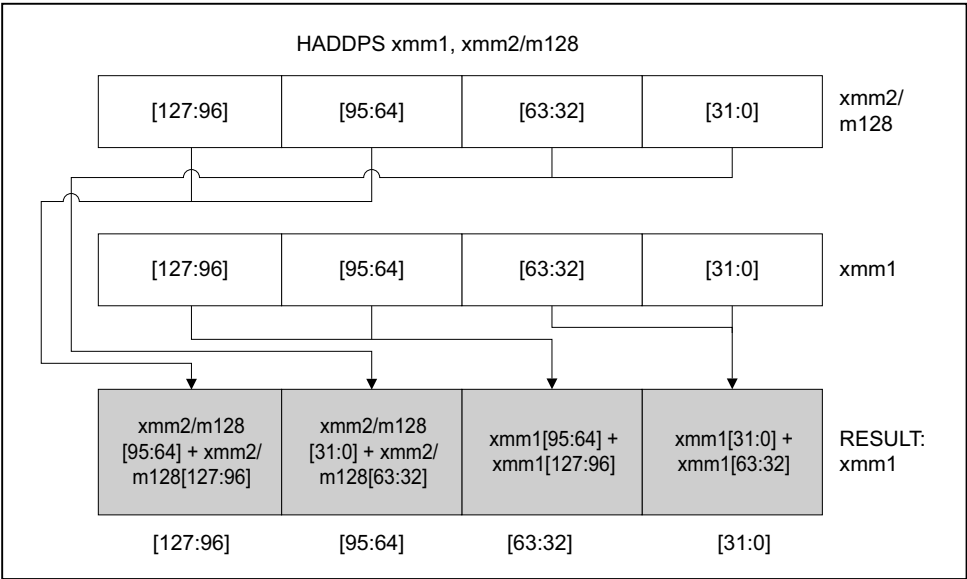 HADDPS xmm1, xmm2/m128
[127:96] [95:64] [63:32] [31:0]
xmm2/
m128
[127:96] [95:64] [63:32] [31:0] xmm1
xmm2/m128
[95:64] + xmm2/
m128[127:96]
xmm2/m128
[31:0] + xmm2/
m128[63:32]
xmm1[95:64] +
xmm1[127:96]
xmm1[31:0] +
xmm1[63:32]
RESULT:
xmm1
[127:96] [95:64] [63:32] [31:0]